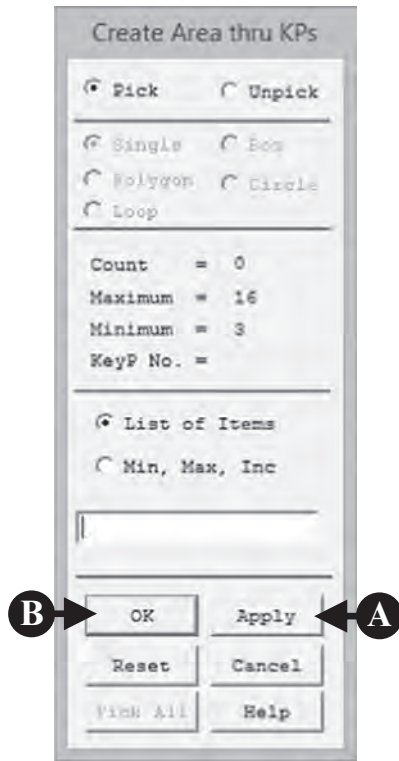 Create Area thru KPs
Pick Unpick
Single Box
Polygon Circle
Loop
Count = 0
Maximum = 16
Minimum = 3
KeyP No. =
List of Items
Min, Max, Inc
B OK Apply A
Reset Cancel
Pick All Help